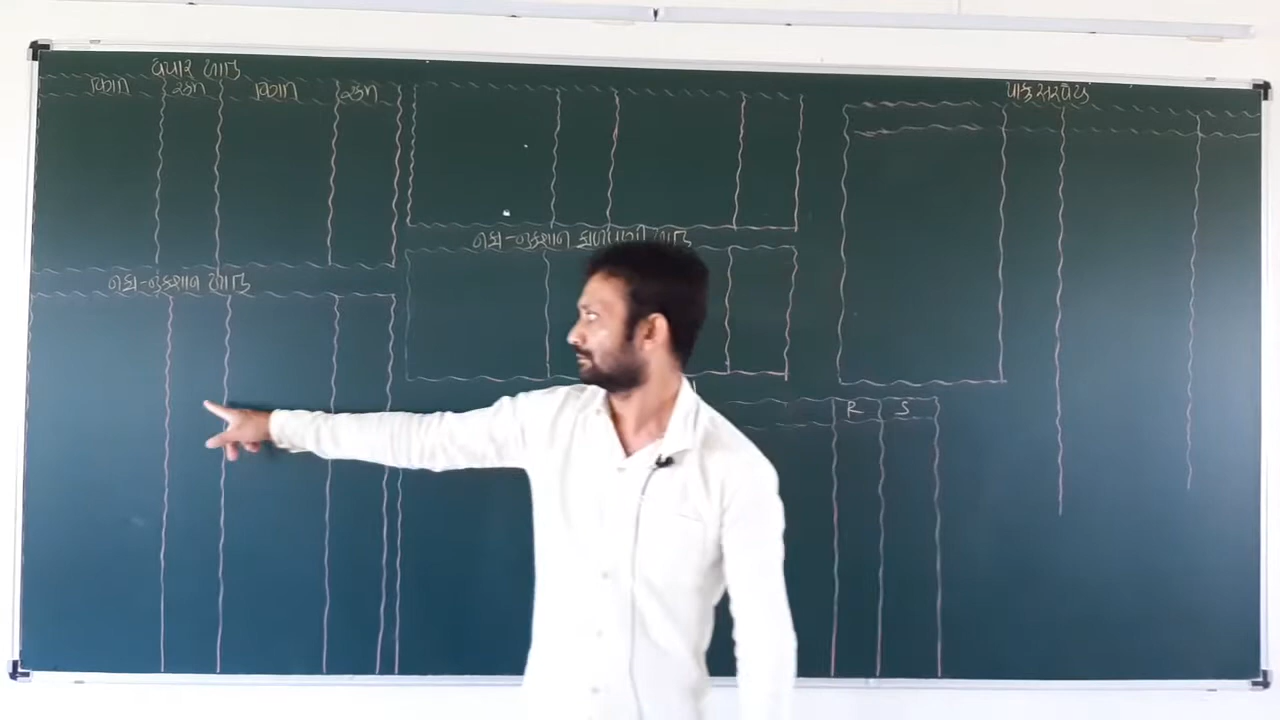 વેપાર ખાતુ
વિગત રકમ વિગત રકમ
નફા-નુકશાન ખાતુ
નફા-નુકશાન ફાળવણી ખાતુ
પાકુ સરવૈયુ
R S